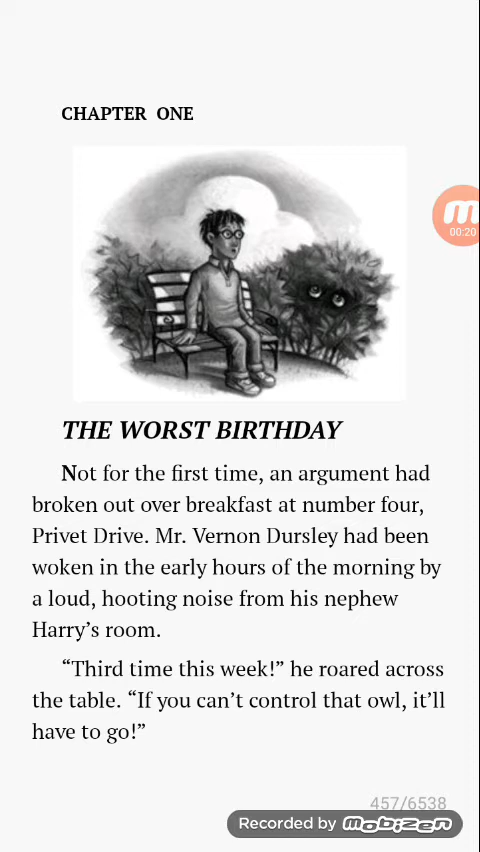 CHAPTER ONE
00:20
THE WORST BIRTHDAY
Not for the first time, an argument had
broken out over breakfast at number four,
Privet Drive. Mr. Vernon Dursley had been
woken in the early hours of the morning by
a loud, hooting noise from his nephew
Harry’s room.
“Third time this week!” he roared across
the table. “If you can’t control that owl, it’ll
have to go!”
457/6538
Recorded by mobizen